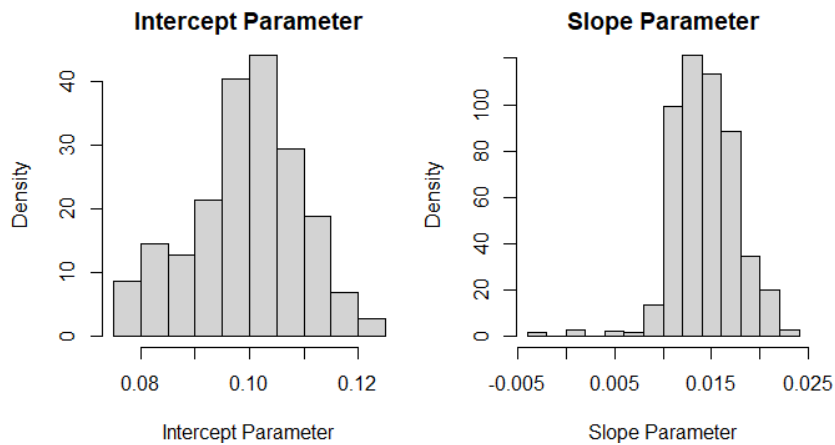 Intercept Parameter
Density
0 10 20 30 40
0.08 0.10 0.12
Intercept Parameter
Slope Parameter
Density
0 20 40 60 80 100
-0.005 0.005 0.015 0.025
Slope Parameter